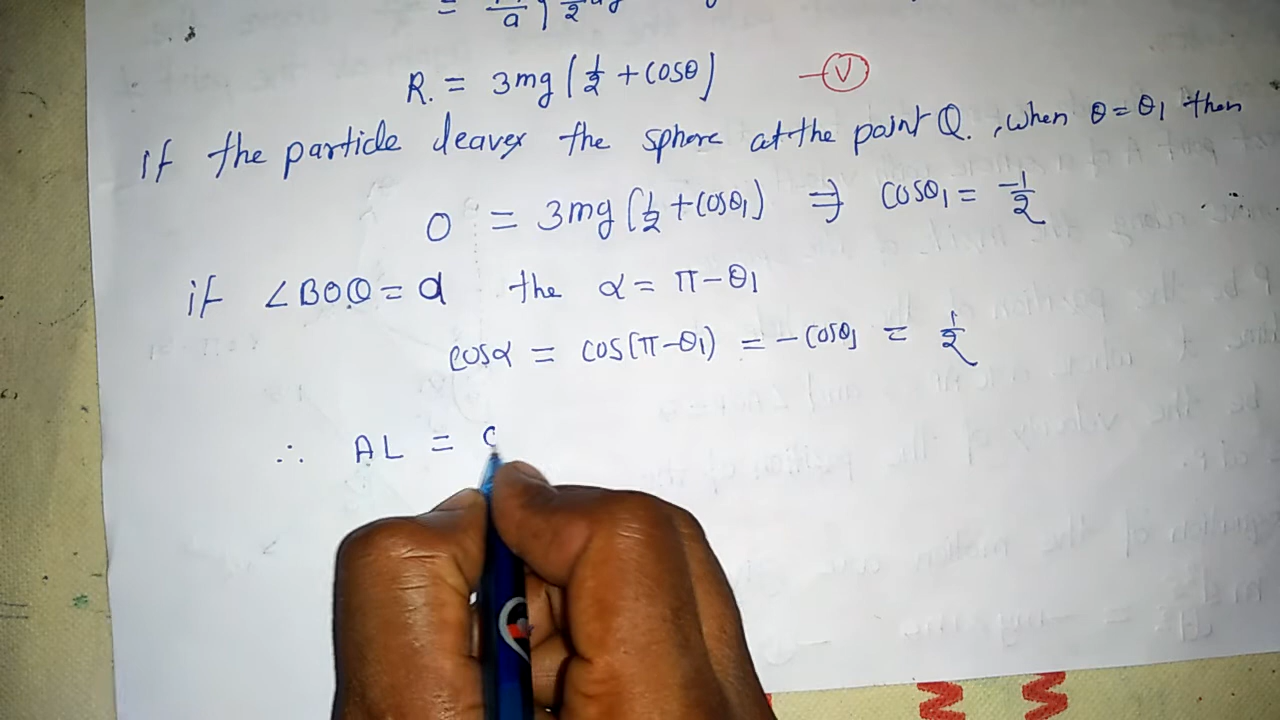 R. = 3mg(½ + cosθ) —(V)
if the particle leaves the sphere at the point Q., when θ=θ₁ then
0 = 3mg(½+cosθ₁) ⇒ cosθ₁ = -1/2
if ∠BOQ = α the α = π-θ₁
cosα = cos(π-θ₁) = -cosθ₁ = 1/2
∴ AL =